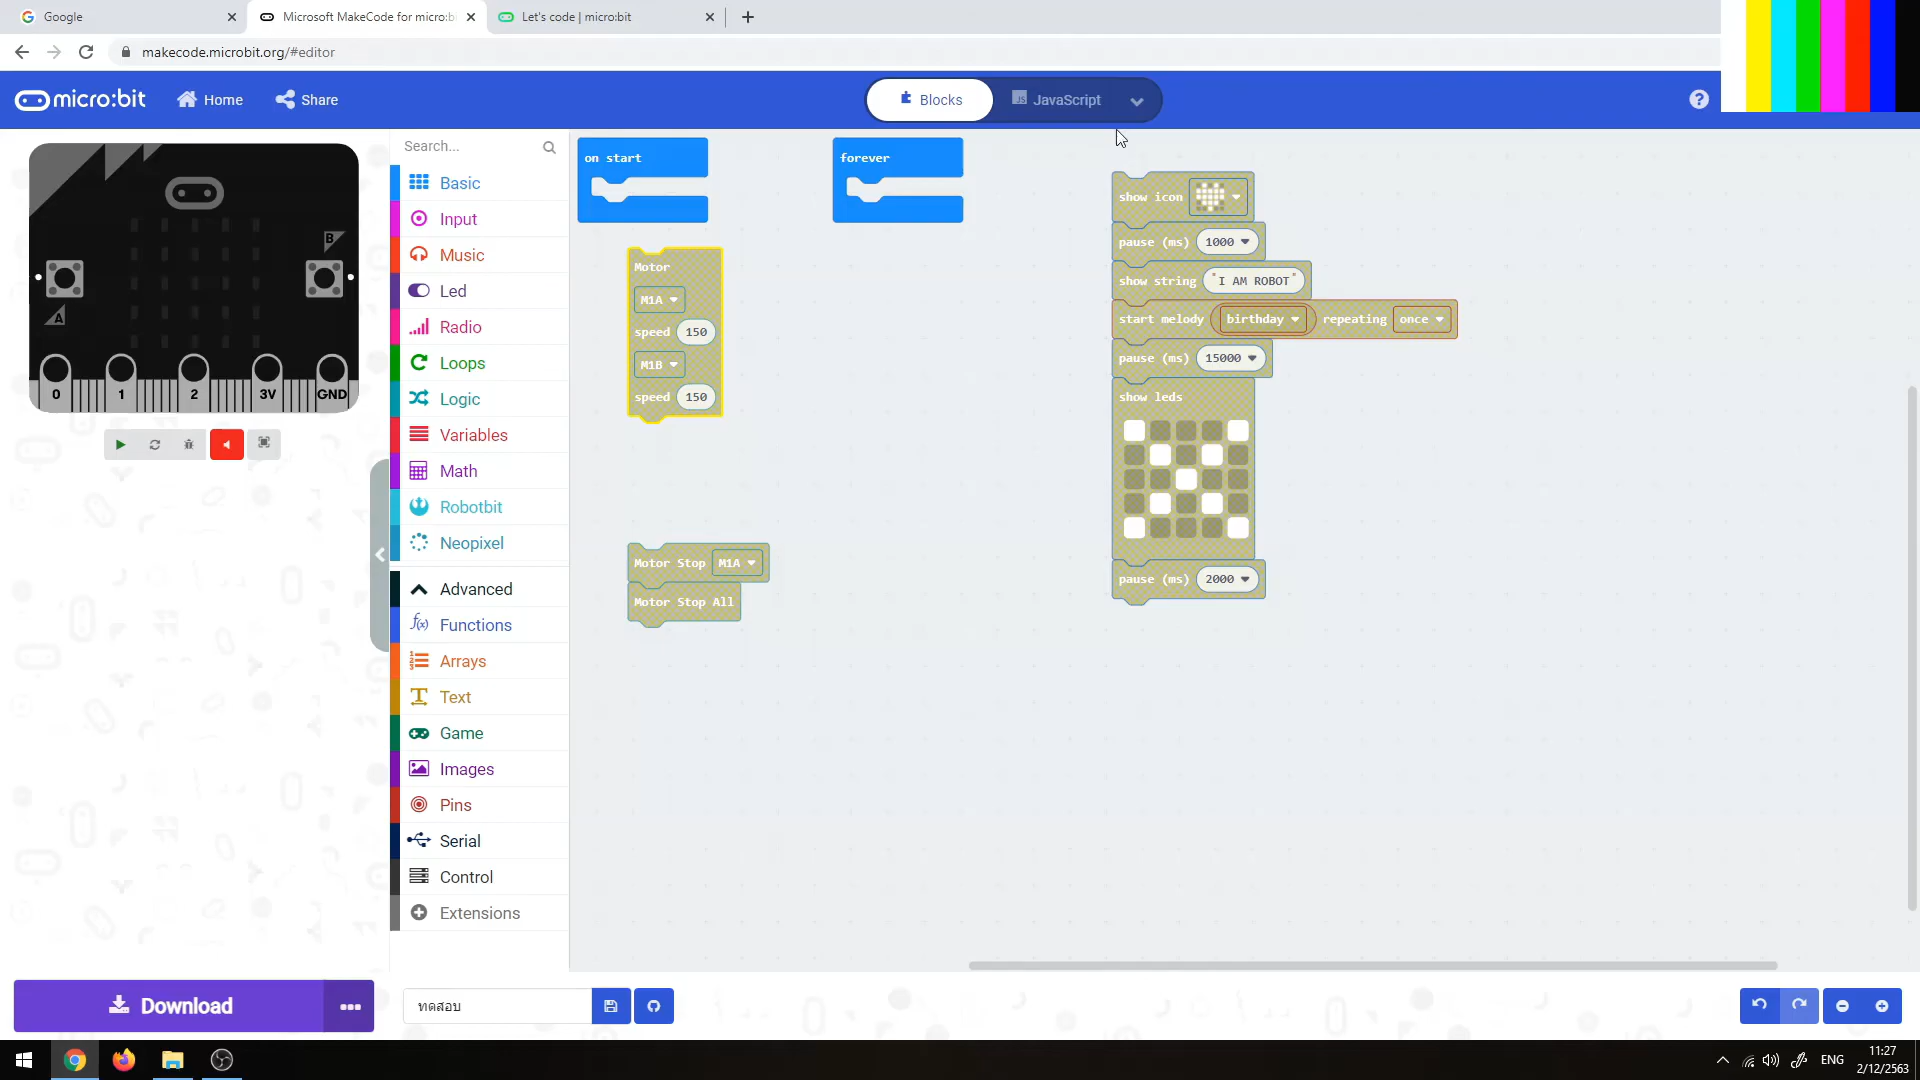 Google
Microsoft MakeCode for micro:bi
Let's code | micro:bit
makecode.microbit.org/#editor
micro:bit
Home
Share
Blocks
JS JavaScript
?
Search...
Basic
Input
Music
Led
Radio
Loops
Logic
Variables
Math
Robotbit
Neopixel
Advanced
Functions
Arrays
Text
Game
Images
Pins
Serial
Control
Extensions
A
B
0
1
2
3V
GND
on start
forever
Motor
M1A
speed 150
M1B
speed 150
Motor Stop M1A
Motor Stop All
show icon
pause (ms) 1000
show string "I AM ROBOT"
start melody birthday repeating once
pause (ms) 15000
show leds
pause (ms) 2000
Download
ทดสอบ
ENG
11:27
2/12/2563